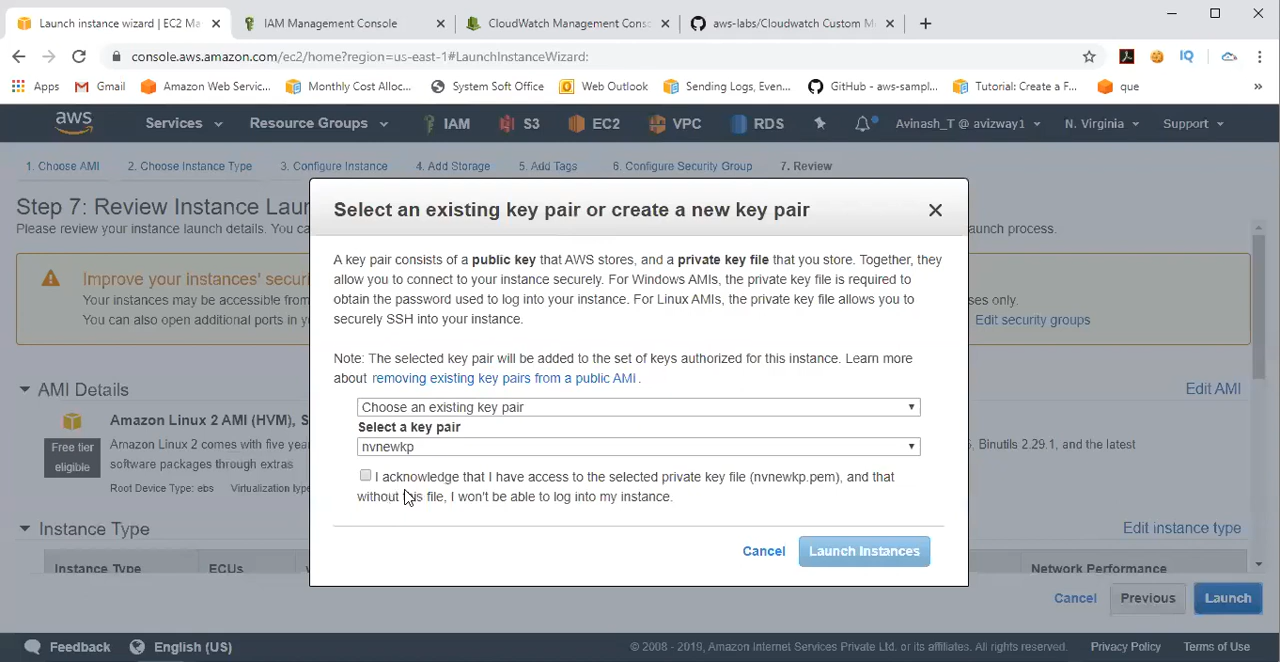 Launch instance wizard | EC2 Ma
IAM Management Console
CloudWatch Management Conso
aws-labs/Cloudwatch Custom M
console.aws.amazon.com/ec2/home?region=us-east-1#LaunchInstanceWizard:
Apps
Gmail
Amazon Web Servic...
Monthly Cost Alloc...
System Soft Office
Web Outlook
Sending Logs, Even...
GitHub - aws-sampl...
Tutorial: Create a F...
que
»
aws
Services
Resource Groups
IAM
S3
EC2
VPC
RDS
Avinash_T @ avizway1
N. Virginia
Support
1. Choose AMI
2. Choose Instance Type
3. Configure Instance
4. Add Storage
5. Add Tags
6. Configure Security Group
7. Review
Step 7: Review Instance Laun
Please review your instance launch details. You ca
aunch process.
Select an existing key pair or create a new key pair
A key pair consists of a public key that AWS stores, and a private key file that you store. Together, they
allow you to connect to your instance securely. For Windows AMIs, the private key file is required to
obtain the password used to log into your instance. For Linux AMIs, the private key file allows you to
securely SSH into your instance.
Note: The selected key pair will be added to the set of keys authorized for this instance. Learn more
about removing existing key pairs from a public AMI.
Choose an existing key pair
Select a key pair
nvnewkp
I acknowledge that I have access to the selected private key file (nvnewkp.pem), and that
without this file, I won't be able to log into my instance.
Cancel
Launch Instances
Improve your instances' securi
Your instances may be accessible from
ses only.
You can also open additional ports in y
Edit security groups
AMI Details
Edit AMI
Amazon Linux 2 AMI (HVM), S
Free tier
eligible
Amazon Linux 2 comes with five yea
, Binutils 2.29.1, and the latest
software packages through extras
Root Device Type: ebs
Virtualization type
Instance Type
Edit instance type
Instance Type
ECUs
v
Network Performance
Cancel
Previous
Launch
Feedback
English (US)
© 2008 - 2019, Amazon Internet Services Private Ltd. or its affiliates. All rights reserved.
Privacy Policy
Terms of Use